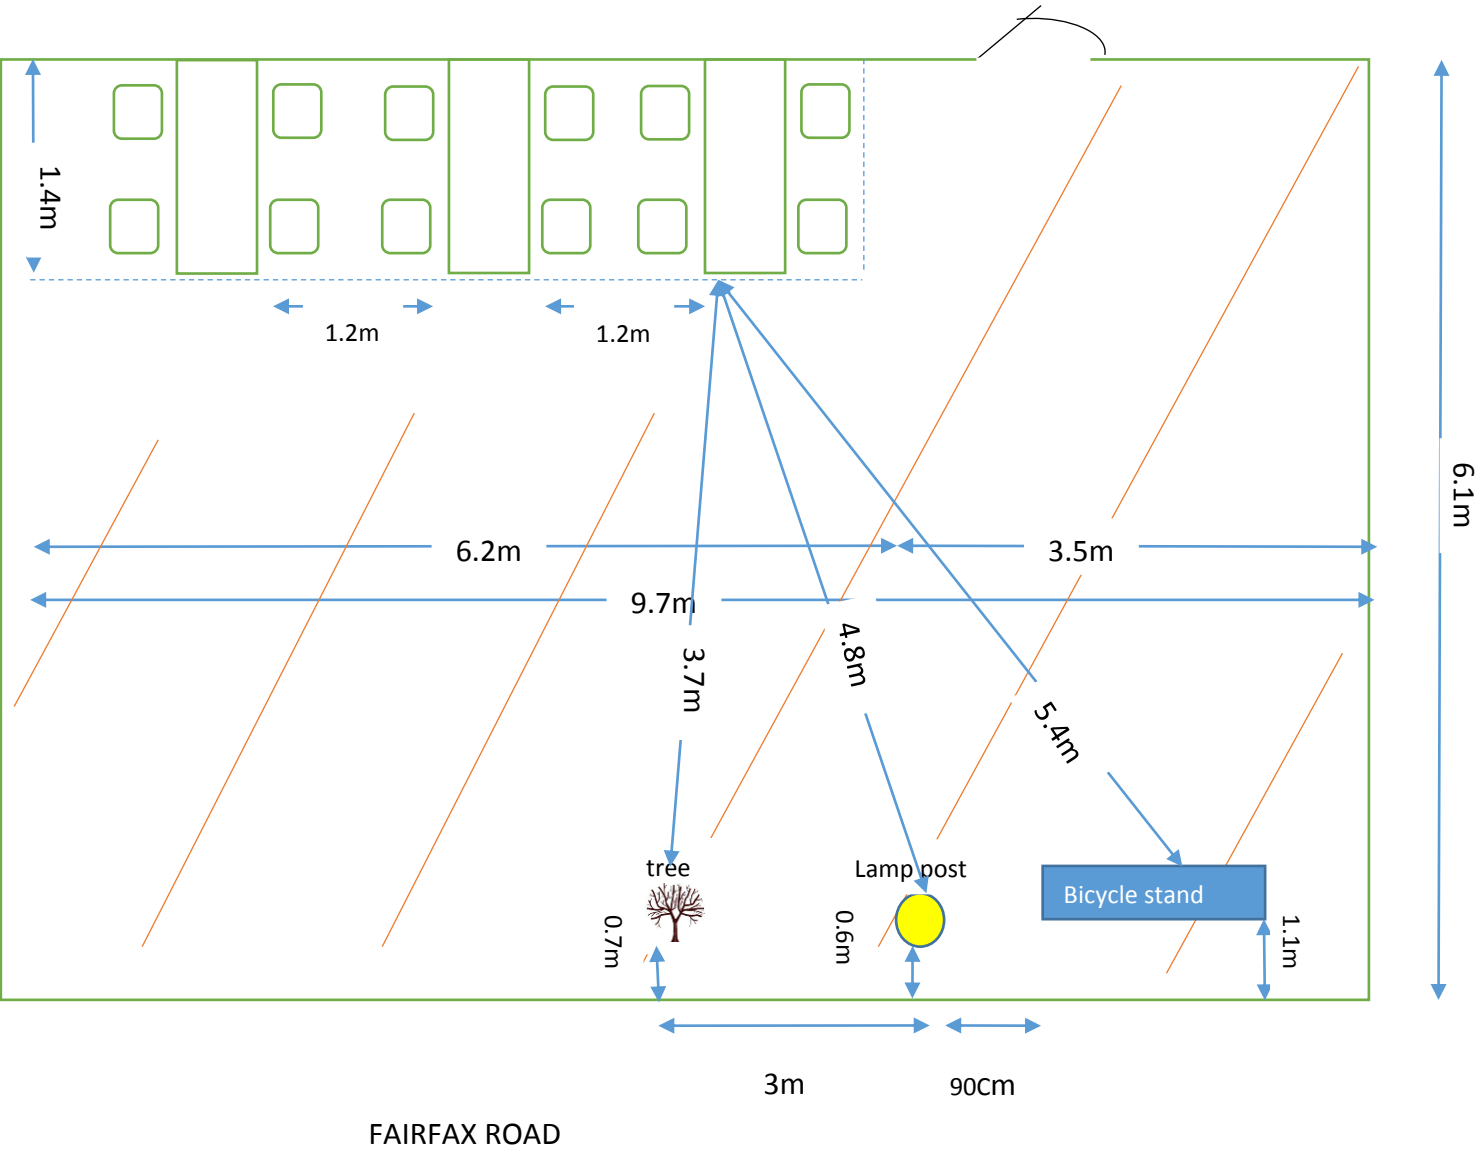 1.4m
1.2m
1.2m
6.1m
6.2m
3.5m
9.7m
3.7m
4.8m
5.4m
tree
Lamp post
Bicycle stand
0.7m
0.6m
1.1m
3m
90Cm
FAIRFAX ROAD